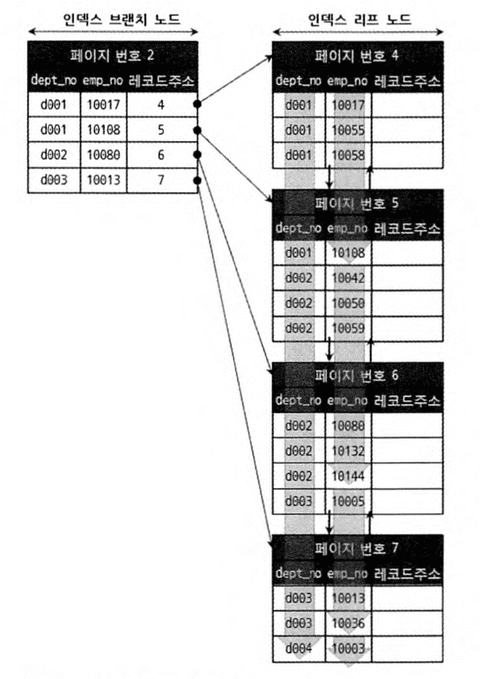 인덱스 브랜치 노드
페이지 번호 2
dept_no emp_no 레코드주소
d001 10017 4
d001 10108 5
d002 10080 6
d003 10013 7
인덱스 리프 노드
페이지 번호 4
dept_no emp_no 레코드주소
d001 10017
d001 10055
d001 10058
페이지 번호 5
dept_no emp_no 레코드주소
d001 10108
d002 10042
d002 10050
d002 10059
페이지 번호 6
dept_no emp_no 레코드주소
d002 10080
d002 10132
d002 10144
d003 10005
페이지 번호 7
dept_no emp_no 레코드주소
d003 10013
d003 10036
d004 10003